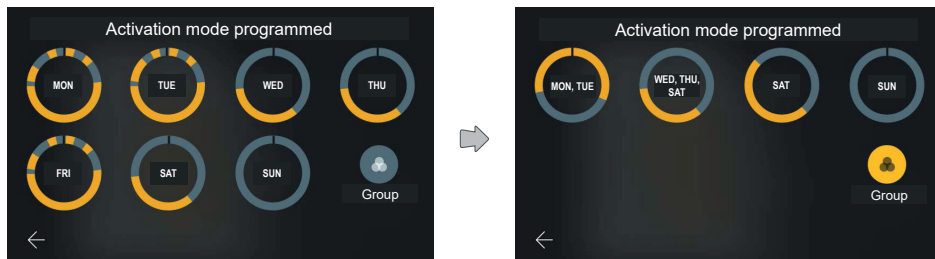 Activation mode programmed
MON
TUE
WED
THU
FRI
SAT
SUN
Group
Activation mode programmed
MON, TUE
WED, THU,
SAT
SAT
SUN
Group